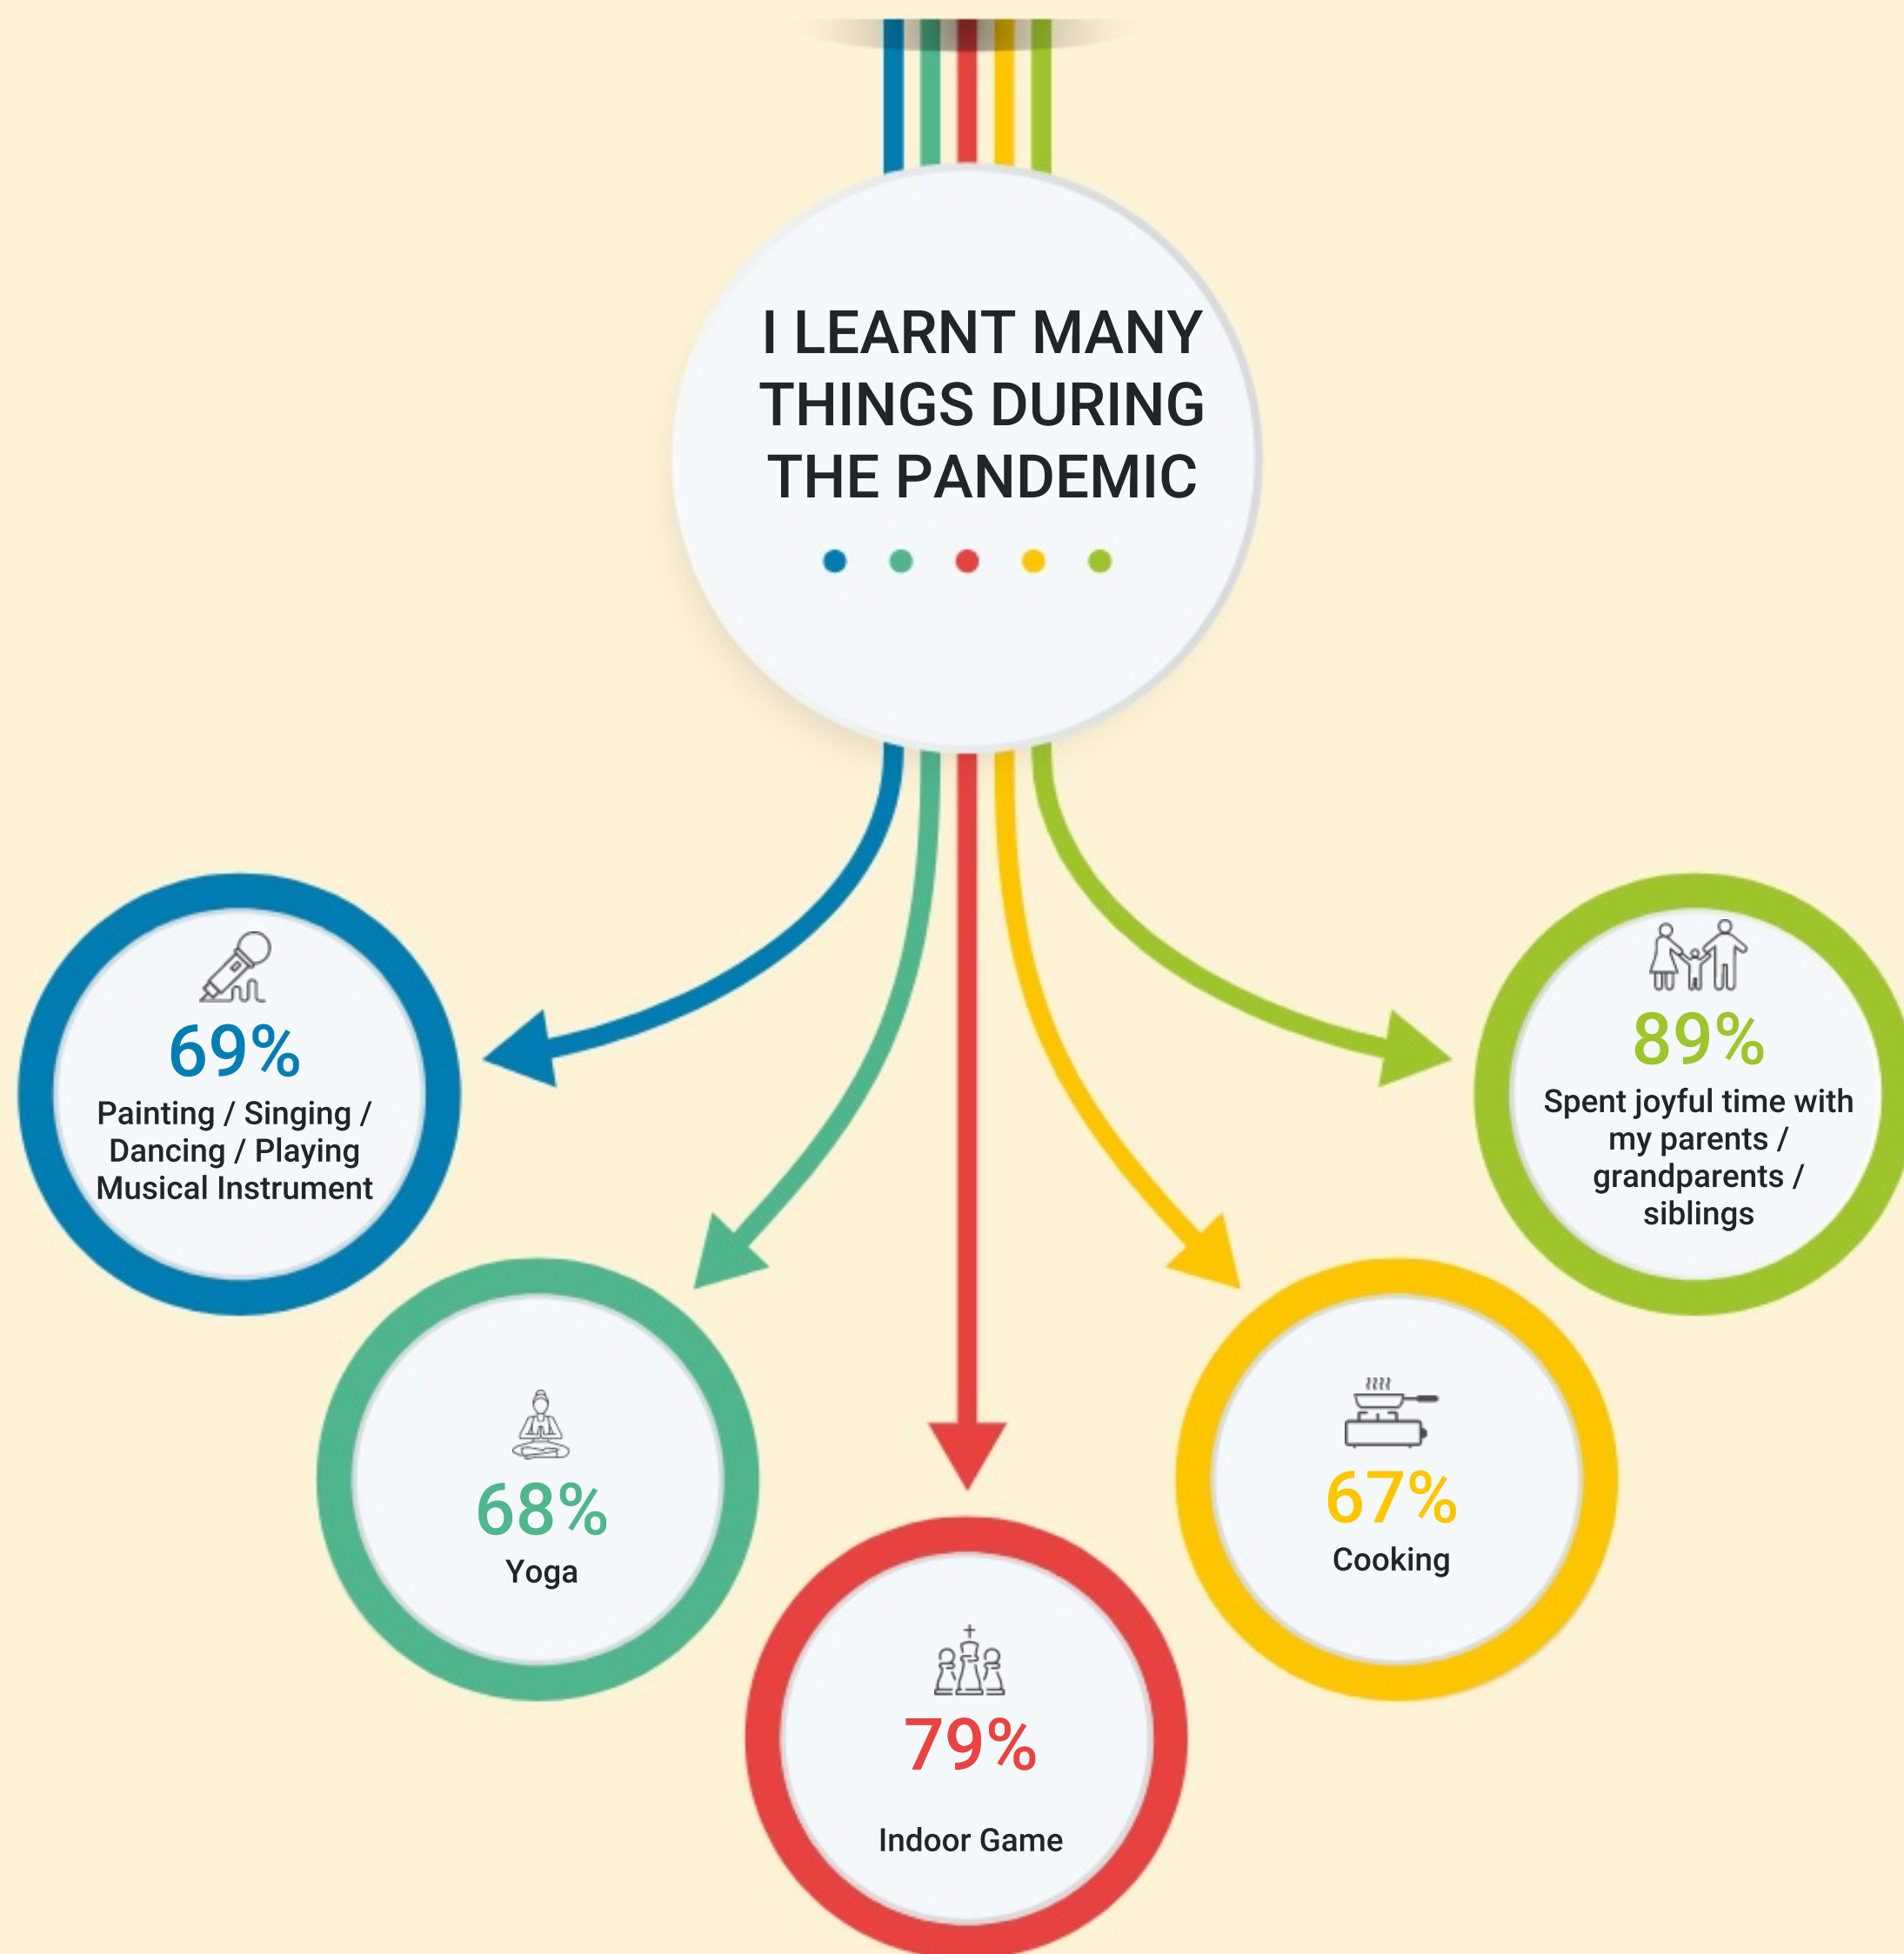 I LEARNT MANY
THINGS DURING
THE PANDEMIC
69%
Painting / Singing /
Dancing / Playing
Musical Instrument
68%
Yoga
79%
Indoor Game
67%
Cooking
89%
Spent joyful time with
my parents /
grandparents /
siblings